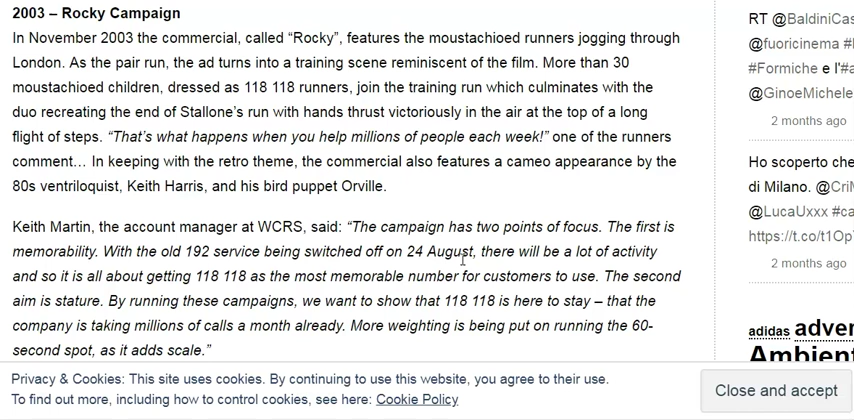 2003 – Rocky Campaign
In November 2003 the commercial, called “Rocky”, features the moustachioed runners jogging through
London. As the pair run, the ad turns into a training scene reminiscent of the film. More than 30
moustachioed children, dressed as 118 118 runners, join the training run which culminates with the
duo recreating the end of Stallone’s run with hands thrust victoriously in the air at the top of a long
flight of steps. “That’s what happens when you help millions of people each week!” one of the runners
comment… In keeping with the retro theme, the commercial also features a cameo appearance by the
80s ventriloquist, Keith Harris, and his bird puppet Orville.
Keith Martin, the account manager at WCRS, said: “The campaign has two points of focus. The first is
memorability. With the old 192 service being switched off on 24 August, there will be a lot of activity
and so it is all about getting 118 118 as the most memorable number for customers to use. The second
aim is stature. By running these campaigns, we want to show that 118 118 is here to stay – that the
company is taking millions of calls a month already. More weighting is being put on running the 60-
second spot, as it adds scale.”
RT @BaldiniCas
@fuoricinema #
#Formiche e l'#a
@GinoeMichele
2 months ago
Ho scoperto che
di Milano. @CriM
@LucaUxxx #ca
https://t.co/t1Op
2 months ago
adidas adver
Ambient
Privacy & Cookies: This site uses cookies. By continuing to use this website, you agree to their use.
To find out more, including how to control cookies, see here: Cookie Policy
Close and accept